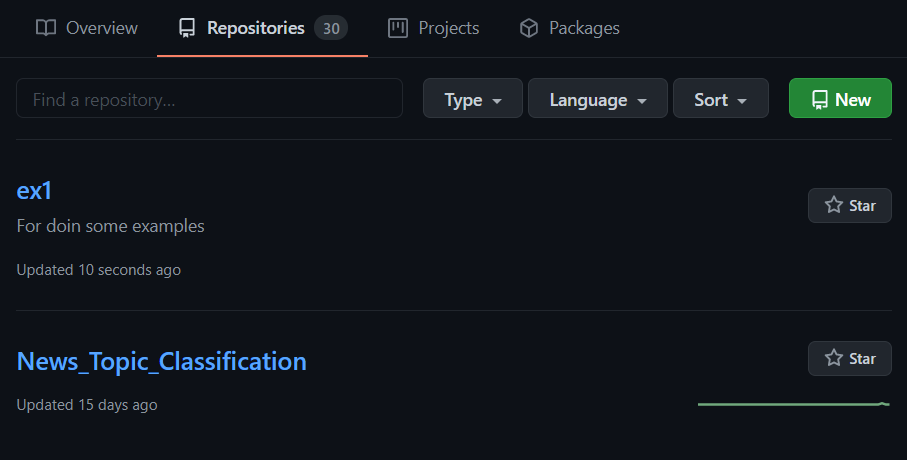 Overview Repositories 30 Projects Packages
Find a repository... Type Language Sort New
ex1
Star
For doin some examples
Updated 10 seconds ago
News_Topic_Classification
Star
Updated 15 days ago